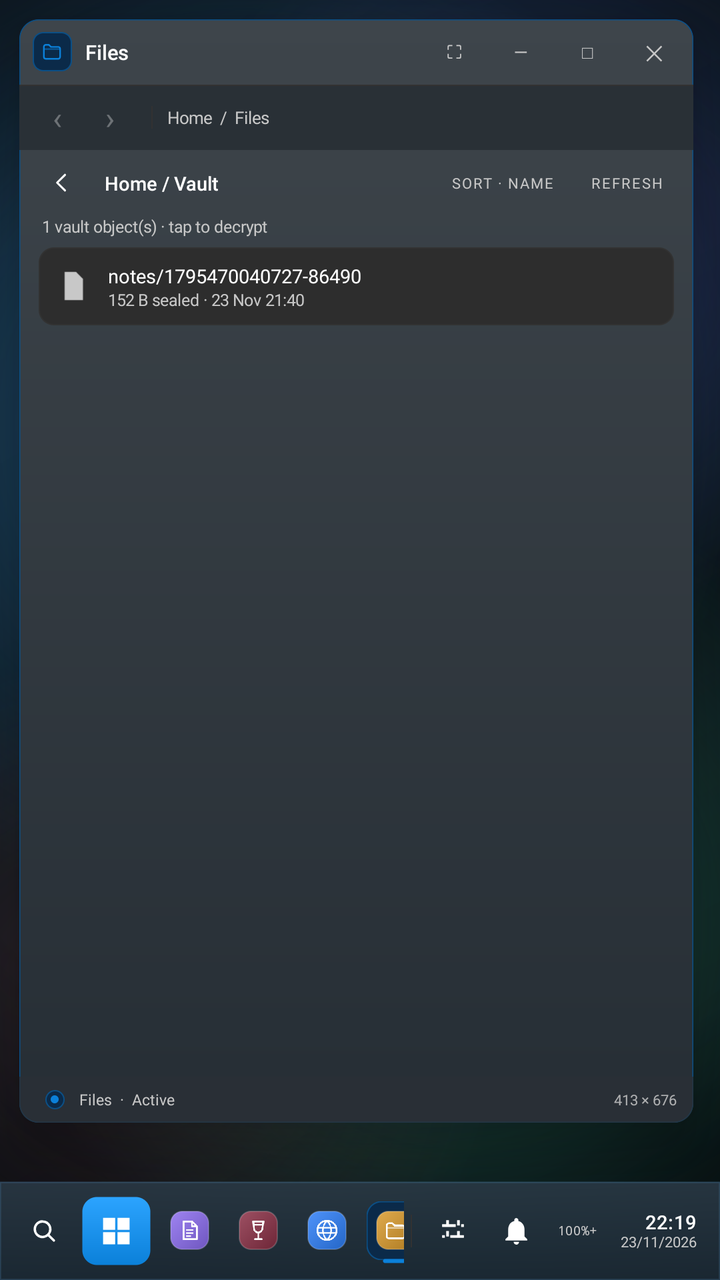 Files
Home / Files
Home / Vault
SORT · NAME
REFRESH
1 vault object(s) · tap to decrypt
notes/1795470040727-86490
152 B sealed · 23 Nov 21:40
Files · Active
413 × 676
100%+
22:19
23/11/2026